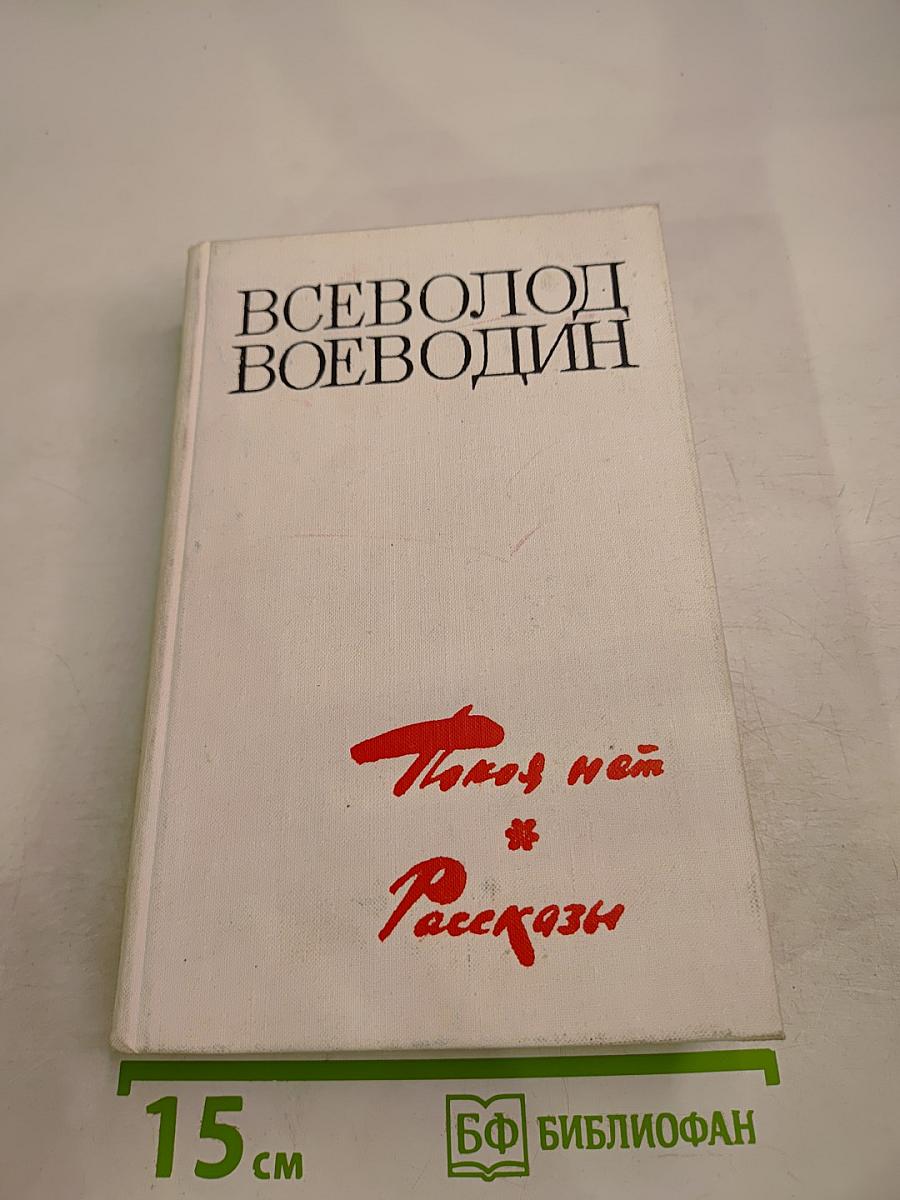 ВСЕВОЛОД
ВОЕВОДИН
Покоя нет
*
Рассказы
15 см
БФ БИБЛИОФАН